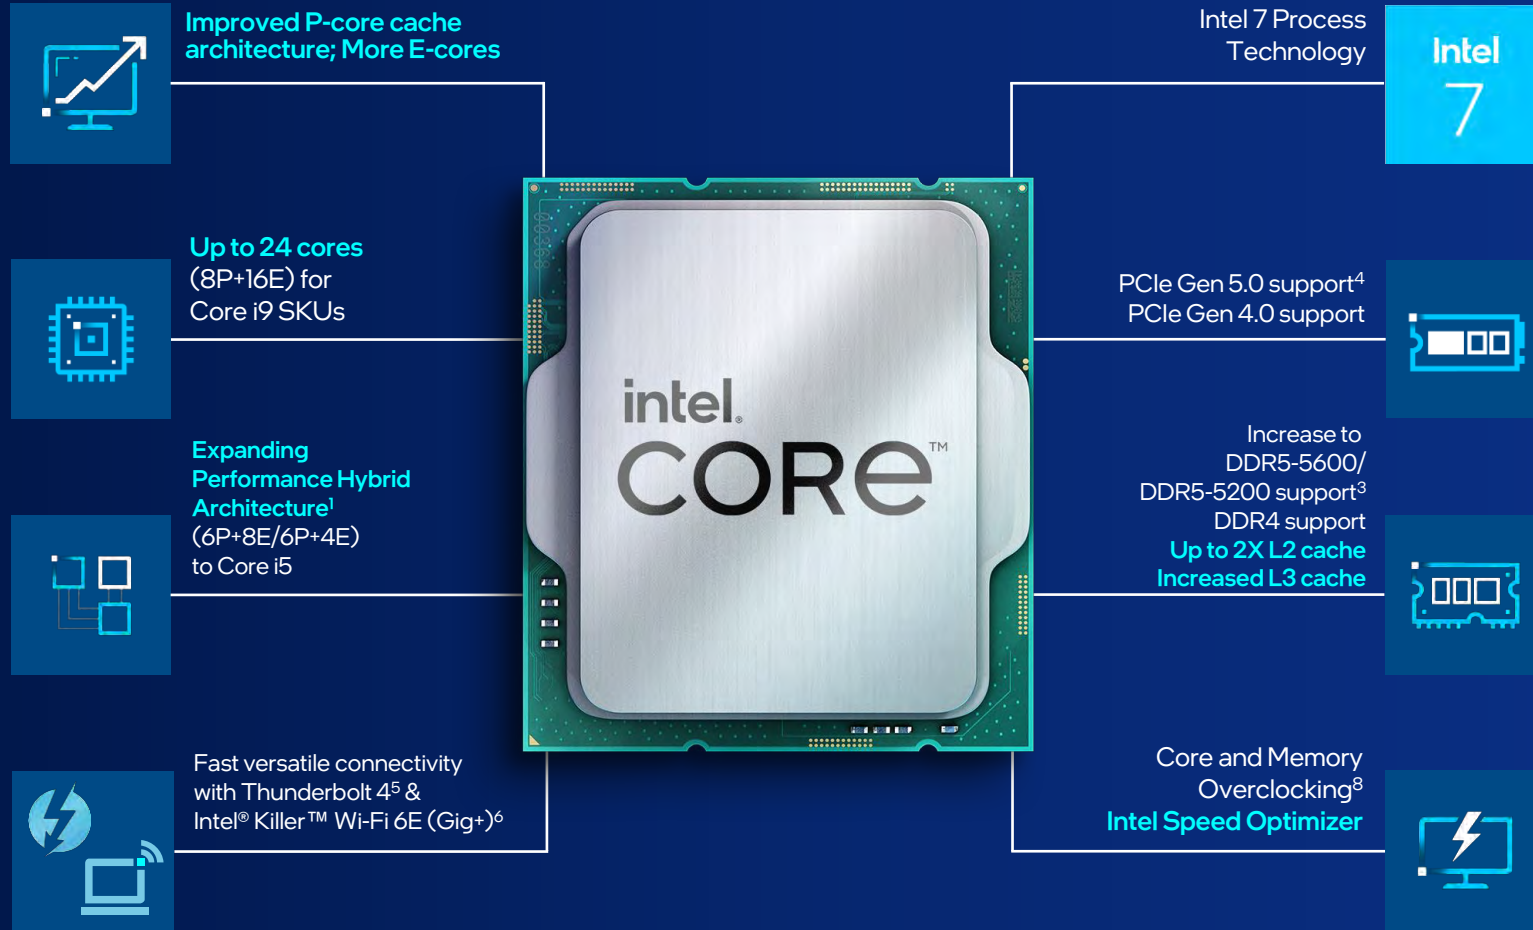 Improved P-core cache
architecture; More E-cores
Up to 24 cores
(8P+16E) for
Core i9 SKUs
Expanding
Performance Hybrid
Architecture¹
(6P+8E/6P+4E)
to Core i5
Fast versatile connectivity
with Thunderbolt 4⁵ &
Intel® Killer™ Wi-Fi 6E (Gig+)⁶
intel®
CORE™
Intel 7 Process
Technology
Intel
7
PCIe Gen 5.0 support⁴
PCIe Gen 4.0 support
Increase to
DDR5-5600/
DDR5-5200 support³
DDR4 support
Up to 2X L2 cache
Increased L3 cache
Core and Memory
Overclocking⁸
Intel Speed Optimizer